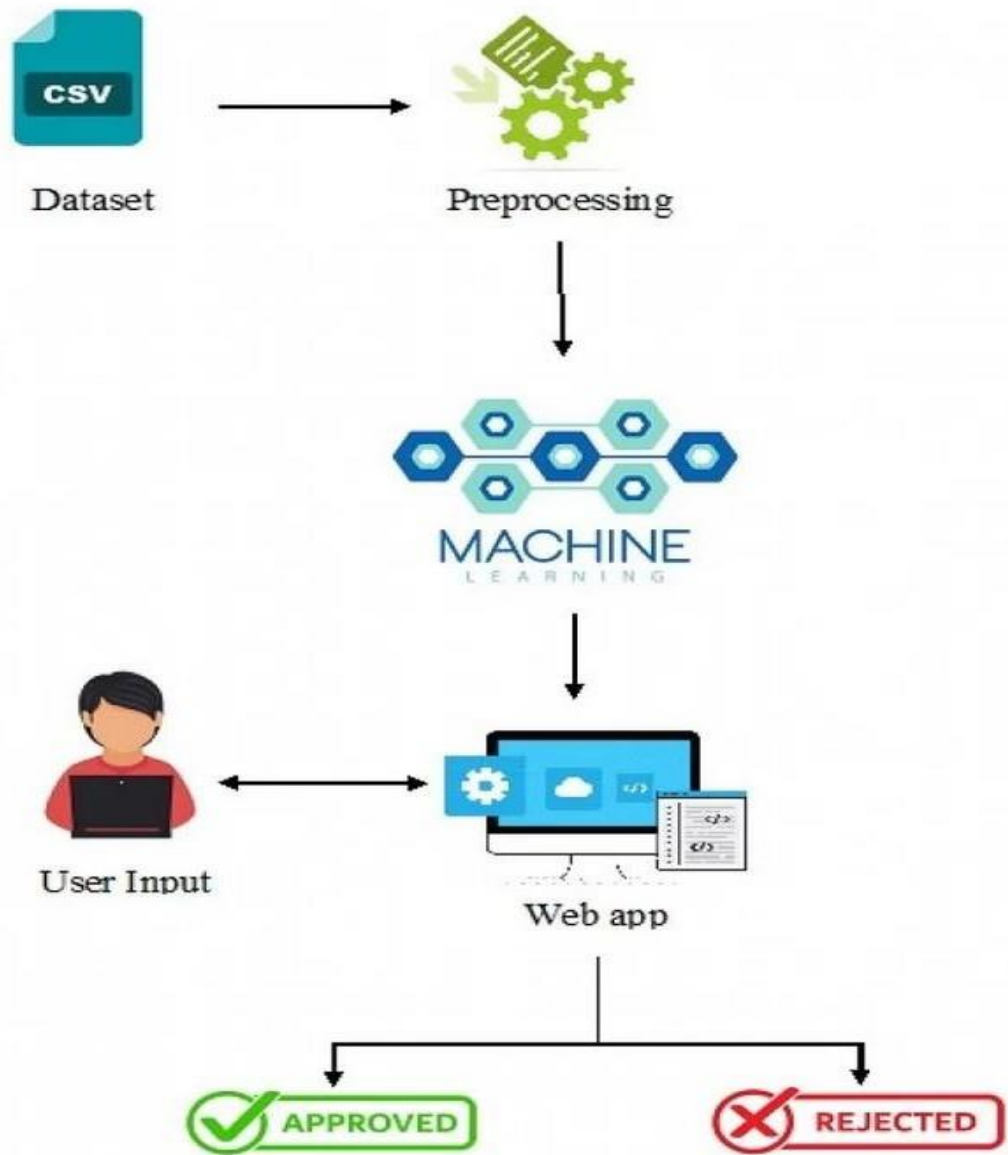 CSV
Dataset
Preprocessing
MACHINE
LEARNING
User Input
</>
</>
</>
Web app
APPROVED
REJECTED